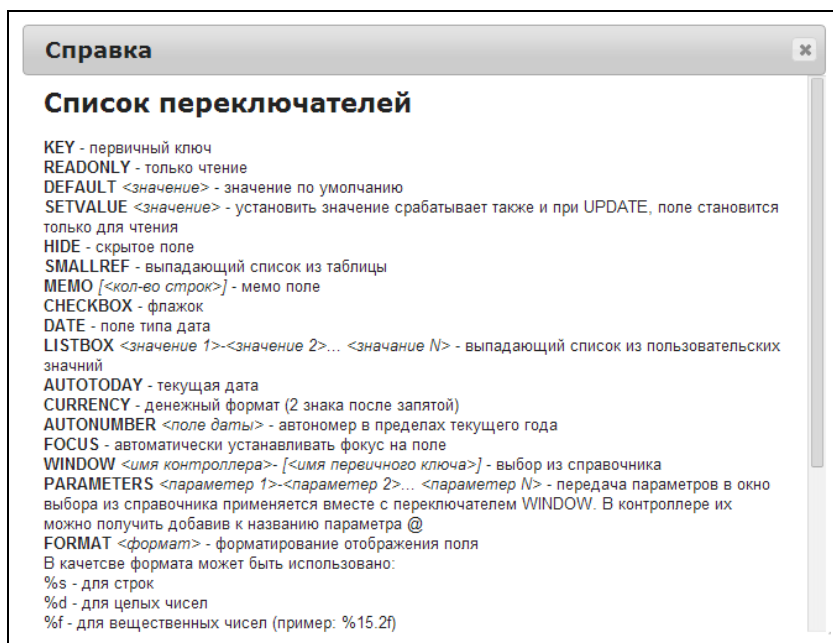 Справка
Список переключателей
KEY - первичный ключ
READONLY - только чтение
DEFAULT <значение> - значение по умолчанию
SETVALUE <значение> - установить значение срабатывает также и при UPDATE, поле становится
только для чтения
HIDE - скрытое поле
SMALLREF - выпадающий список из таблицы
MEMO [<кол-во строк>] - мемо поле
CHECKBOX - флажок
DATE - поле типа дата
LISTBOX <значение 1>-<значение 2>... <значание N> - выпадающий список из пользовательских
значний
AUTOTODAY - текущая дата
CURRENCY - денежный формат (2 знака после запятой)
AUTONUMBER <поле даты> - автономер в пределах текущего года
FOCUS - автоматически устанавливать фокус на поле
WINDOW <имя контроллера>- [<имя первичного ключа>] - выбор из справочника
PARAMETERS <параметр 1>-<параметр 2>... <параметр N> - передача параметров в окно
выбора из справочника применяется вместе с переключателем WINDOW. В контроллере их
можно получить добавив к названию параметра @
FORMAT <формат> - форматирование отображения поля
В качетсве формата может быть использовано:
%s - для строк
%d - для целых чисел
%f - для вещественных чисел (пример: %15.2f)